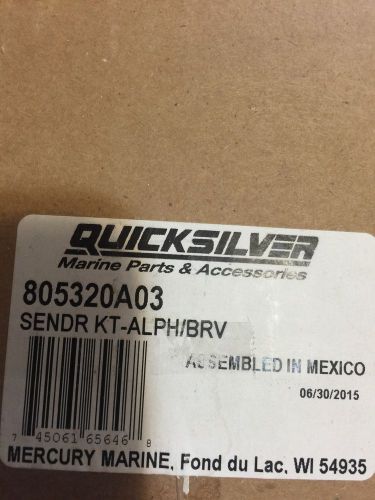 QUICKSILVER
Marine Parts & Accessories
805320A03
SENDR KT-ALPH/BRV
ASSEMBLED IN MEXICO
06/30/2015
7 45061 65646 8
MERCURY MARINE, Fond du Lac, WI 54935